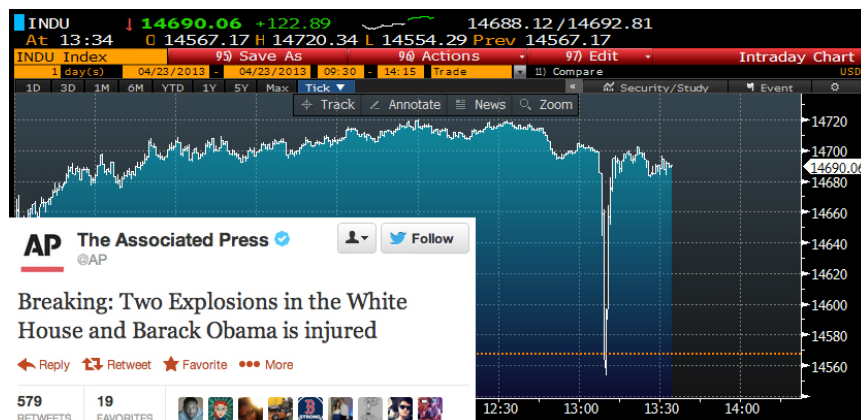 INDU ↓ 14690.06 +122.89 14688.12/14692.81
At 13:34 O 14567.17 H 14720.34 L 14554.29 Prev 14567.17
INDU Index 95) Save As 96) Actions 97) Edit Intraday Chart
1 day(s) 04/23/2013 - 04/23/2013 09:30 - 14:15 Trade 11) Compare USD
1D 3D 1M 6M YTD 1Y 5Y Max Tick ▼ « Security/Study Event
Track Annotate News Zoom
14720
14700
14690.06
14680
14660
14640
14620
14600
14580
14560
12:30 13:00 13:30 14:00
AP The Associated Press
@AP
Follow
Breaking: Two Explosions in the White
House and Barack Obama is injured
Reply Retweet Favorite More
579 19
RETWEETS FAVORITES